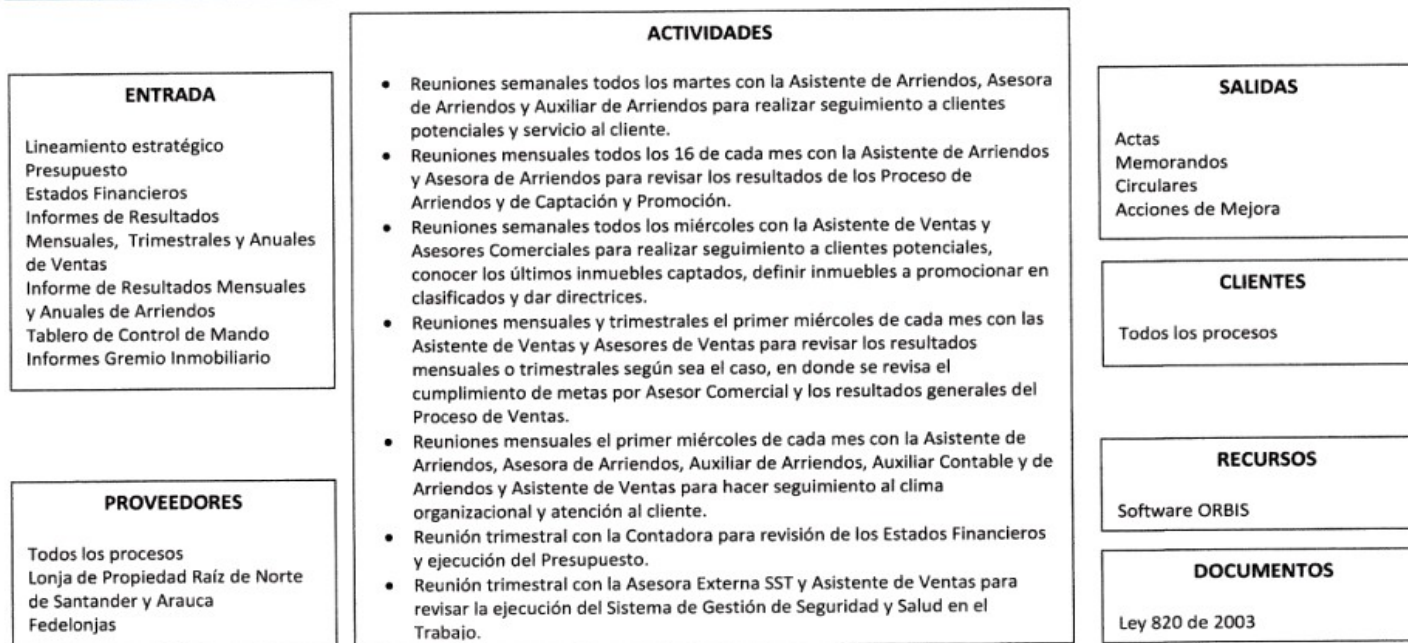 ENTRADA
Lineamiento estratégico
Presupuesto
Estados Financieros
Informes de Resultados
Mensuales, Trimestrales y Anuales
de Ventas
Informe de Resultados Mensuales
y Anuales de Arriendos
Tablero de Control de Mando
Informes Gremio Inmobiliario
PROVEEDORES
Todos los procesos
Lonja de Propiedad Raíz de Norte
de Santander y Arauca
Fedelonjas
ACTIVIDADES
• Reuniones semanales todos los martes con la Asistente de Arriendos, Asesora
de Arriendos y Auxiliar de Arriendos para realizar seguimiento a clientes
potenciales y servicio al cliente.
• Reuniones mensuales todos los 16 de cada mes con la Asistente de Arriendos
y Asesora de Arriendos para revisar los resultados de los Proceso de
Arriendos y de Captación y Promoción.
• Reuniones semanales todos los miércoles con la Asistente de Ventas y
Asesores Comerciales para realizar seguimiento a clientes potenciales,
conocer los últimos inmuebles captados, definir inmuebles a promocionar en
clasificados y dar directrices.
• Reuniones mensuales y trimestrales el primer miércoles de cada mes con las
Asistente de Ventas y Asesores de Ventas para revisar los resultados
mensuales o trimestrales según sea el caso, en donde se revisa el
cumplimiento de metas por Asesor Comercial y los resultados generales del
Proceso de Ventas.
• Reuniones mensuales el primer miércoles de cada mes con la Asistente de
Arriendos, Asesora de Arriendos, Auxiliar de Arriendos, Auxiliar Contable y de
Arriendos y Asistente de Ventas para hacer seguimiento al clima
organizacional y atención al cliente.
• Reunión trimestral con la Contadora para revisión de los Estados Financieros
y ejecución del Presupuesto.
• Reunión trimestral con la Asesora Externa SST y Asistente de Ventas para
revisar la ejecución del Sistema de Gestión de Seguridad y Salud en el
Trabajo.
SALIDAS
Actas
Memorandos
Circulares
Acciones de Mejora
CLIENTES
Todos los procesos
RECURSOS
Software ORBIS
DOCUMENTOS
Ley 820 de 2003